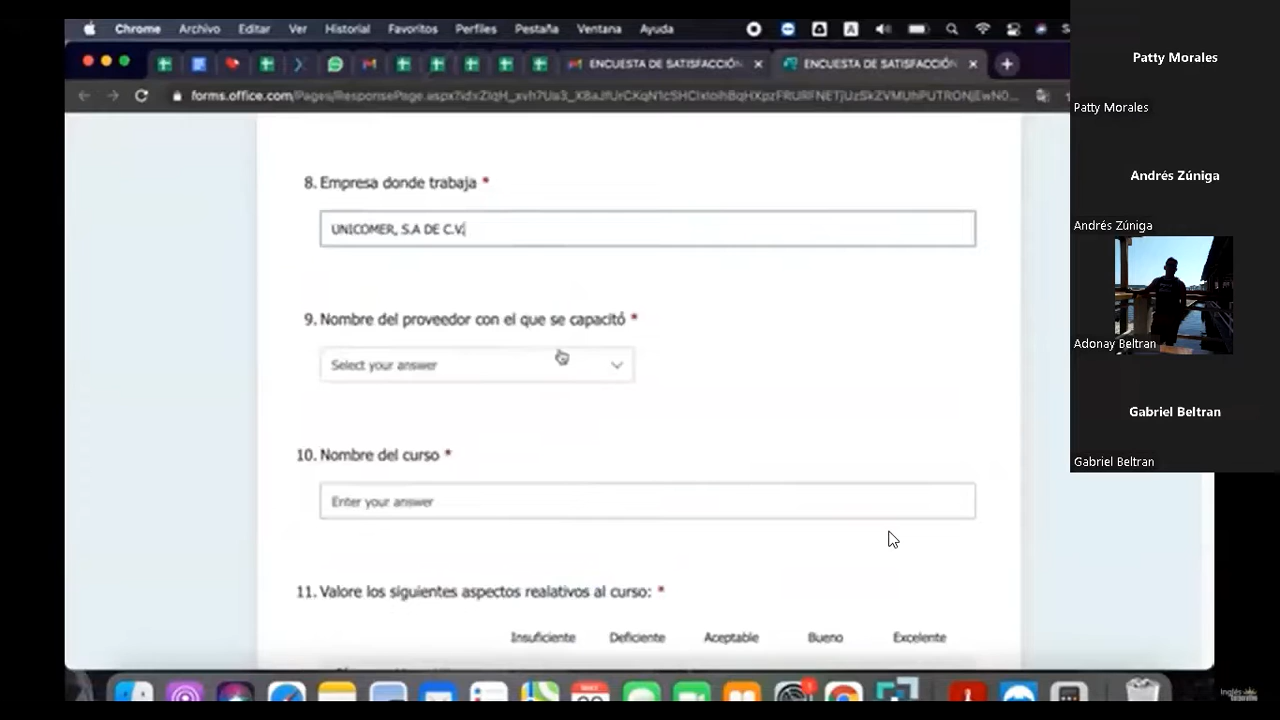 Chrome Archivo Editar Ver Historial Favoritos Perfiles Pestaña Ventana Ayuda
ENCUESTA DE SATISFACCIÓN
ENCUESTA DE SATISFACCIÓN
8. Empresa donde trabaja *
UNICOMER, S.A DE C.V.
9. Nombre del proveedor con el que se capacitó *
Select your answer
10. Nombre del curso *
Enter your answer
11. Valore los siguientes aspectos realativos al curso: *
Insuficiente Deficiente Aceptable Bueno Excelente
Patty Morales
Patty Morales
Andrés Zúniga
Andrés Zúniga
Adonay Beltran
Gabriel Beltran
Gabriel Beltran